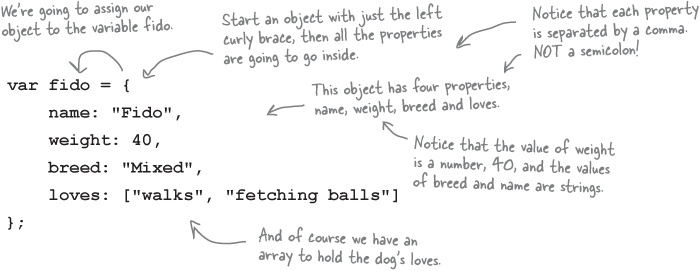 We're going to assign our
object to the variable fido.
Start an object with just the left
curly brace, then all the properties
are going to go inside.
Notice that each property
is separated by a comma.
NOT a semicolon!
var fido = {
name: "Fido",
weight: 40,
breed: "Mixed",
loves: ["walks", "fetching balls"]
};
This object has four properties,
name, weight, breed and loves.
Notice that the value of weight
is a number, 40, and the values
of breed and name are strings.
And of course we have an
array to hold the dog's loves.